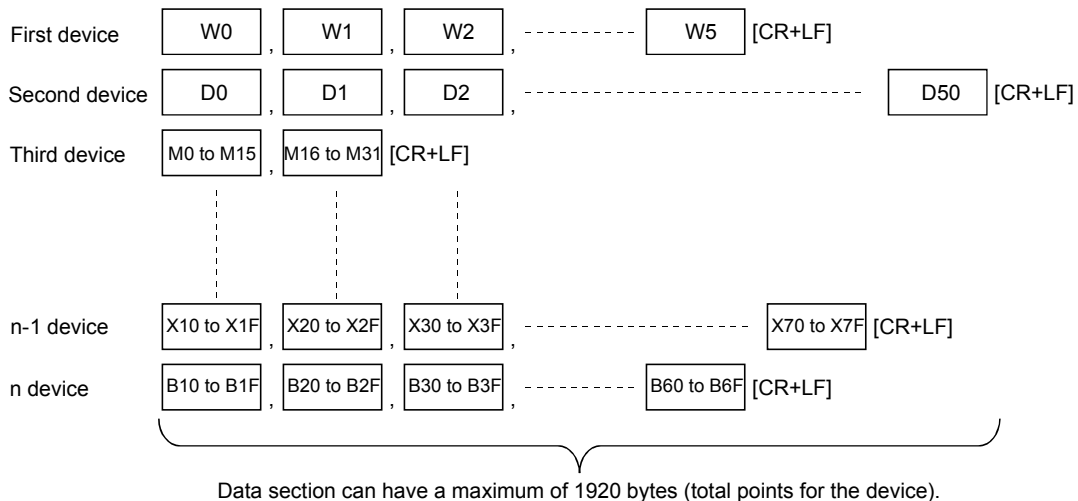 First device W0 , W1 , W2 , W5 [CR+LF]
Second device D0 , D1 , D2 , D50 [CR+LF]
Third device M0 to M15 , M16 to M31 [CR+LF]
n-1 device X10 to X1F , X20 to X2F , X30 to X3F , X70 to X7F [CR+LF]
n device B10 to B1F , B20 to B2F , B30 to B3F , B60 to B6F [CR+LF]
Data section can have a maximum of 1920 bytes (total points for the device).